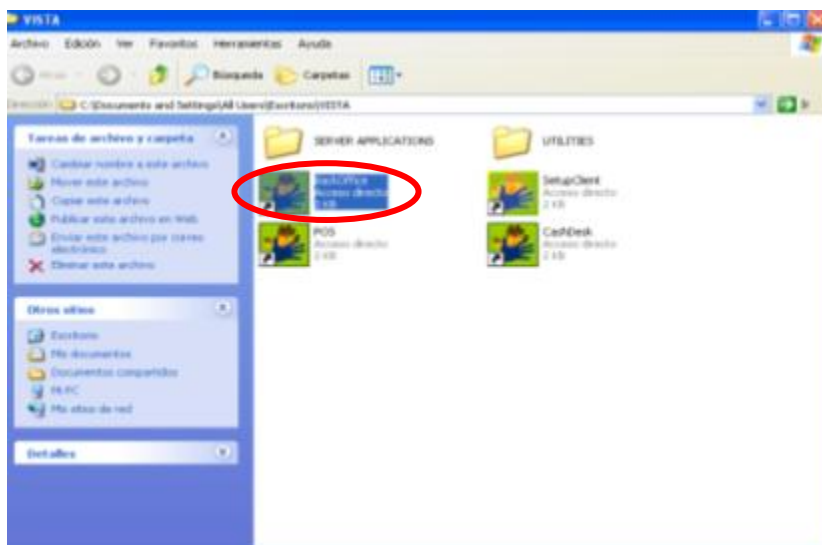 VISTA
Archivo Edición Ver Favoritos Herramientas Ayuda
Búsqueda Carpetas
C:\Documents and Settings\All Users\Escritorio\VISTA Ir
Tareas de archivo y carpeta
Cambiar nombre a este archivo
Mover este archivo
Copiar este archivo
Publicar este archivo en Web
Enviar este archivo por correo
electrónico
Eliminar este archivo
Otros sitios
Escritorio
Mis documentos
Documentos compartidos
Mi PC
Mis sitios de red
Detalles
SERVER APPLICATIONS
UTILITIES
BackOffice
Acceso directo
2 KB
SetupClient
Acceso directo
2 KB
POS
Acceso directo
2 KB
CashDesk
Acceso directo
2 KB